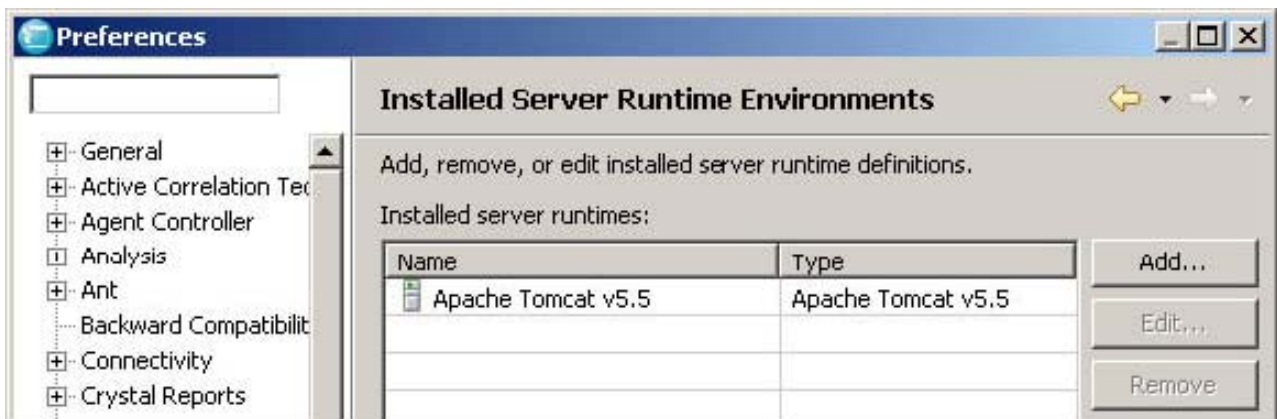 Preferences
Installed Server Runtime Environments
General
Active Correlation Tec
Agent Controller
Analysis
Ant
Backward Compatibilit
Connectivity
Crystal Reports
Add, remove, or edit installed server runtime definitions.
Installed server runtimes:
Name Type
Apache Tomcat v5.5 Apache Tomcat v5.5
Add...
Edit...
Remove